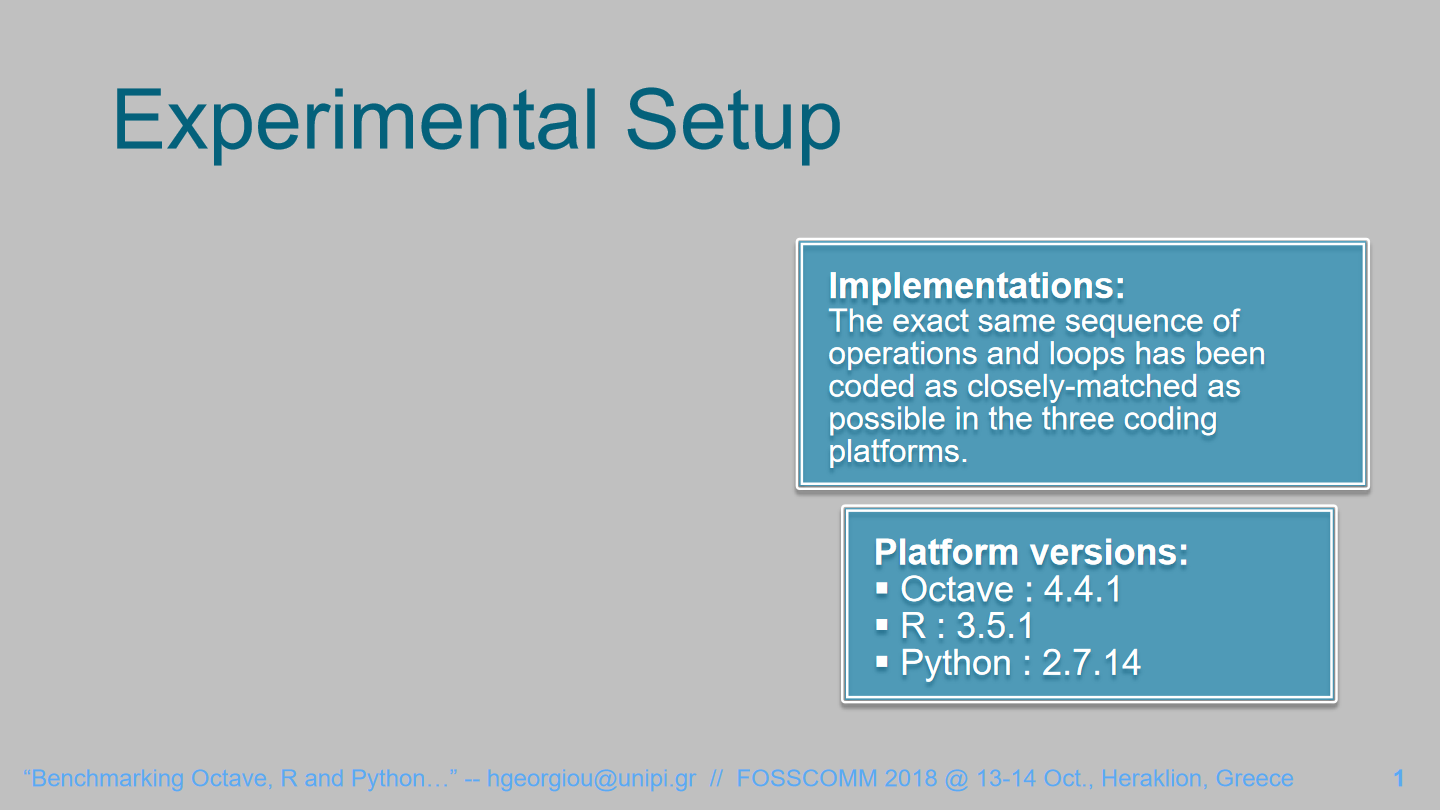 Experimental Setup
Implementations:
The exact same sequence of
operations and loops has been
coded as closely-matched as
possible in the three coding
platforms.
Platform versions:
▪ Octave : 4.4.1
▪ R : 3.5.1
▪ Python : 2.7.14
“Benchmarking Octave, R and Python…” -- hgeorgiou@unipi.gr // FOSSCOMM 2018 @ 13-14 Oct., Heraklion, Greece 1